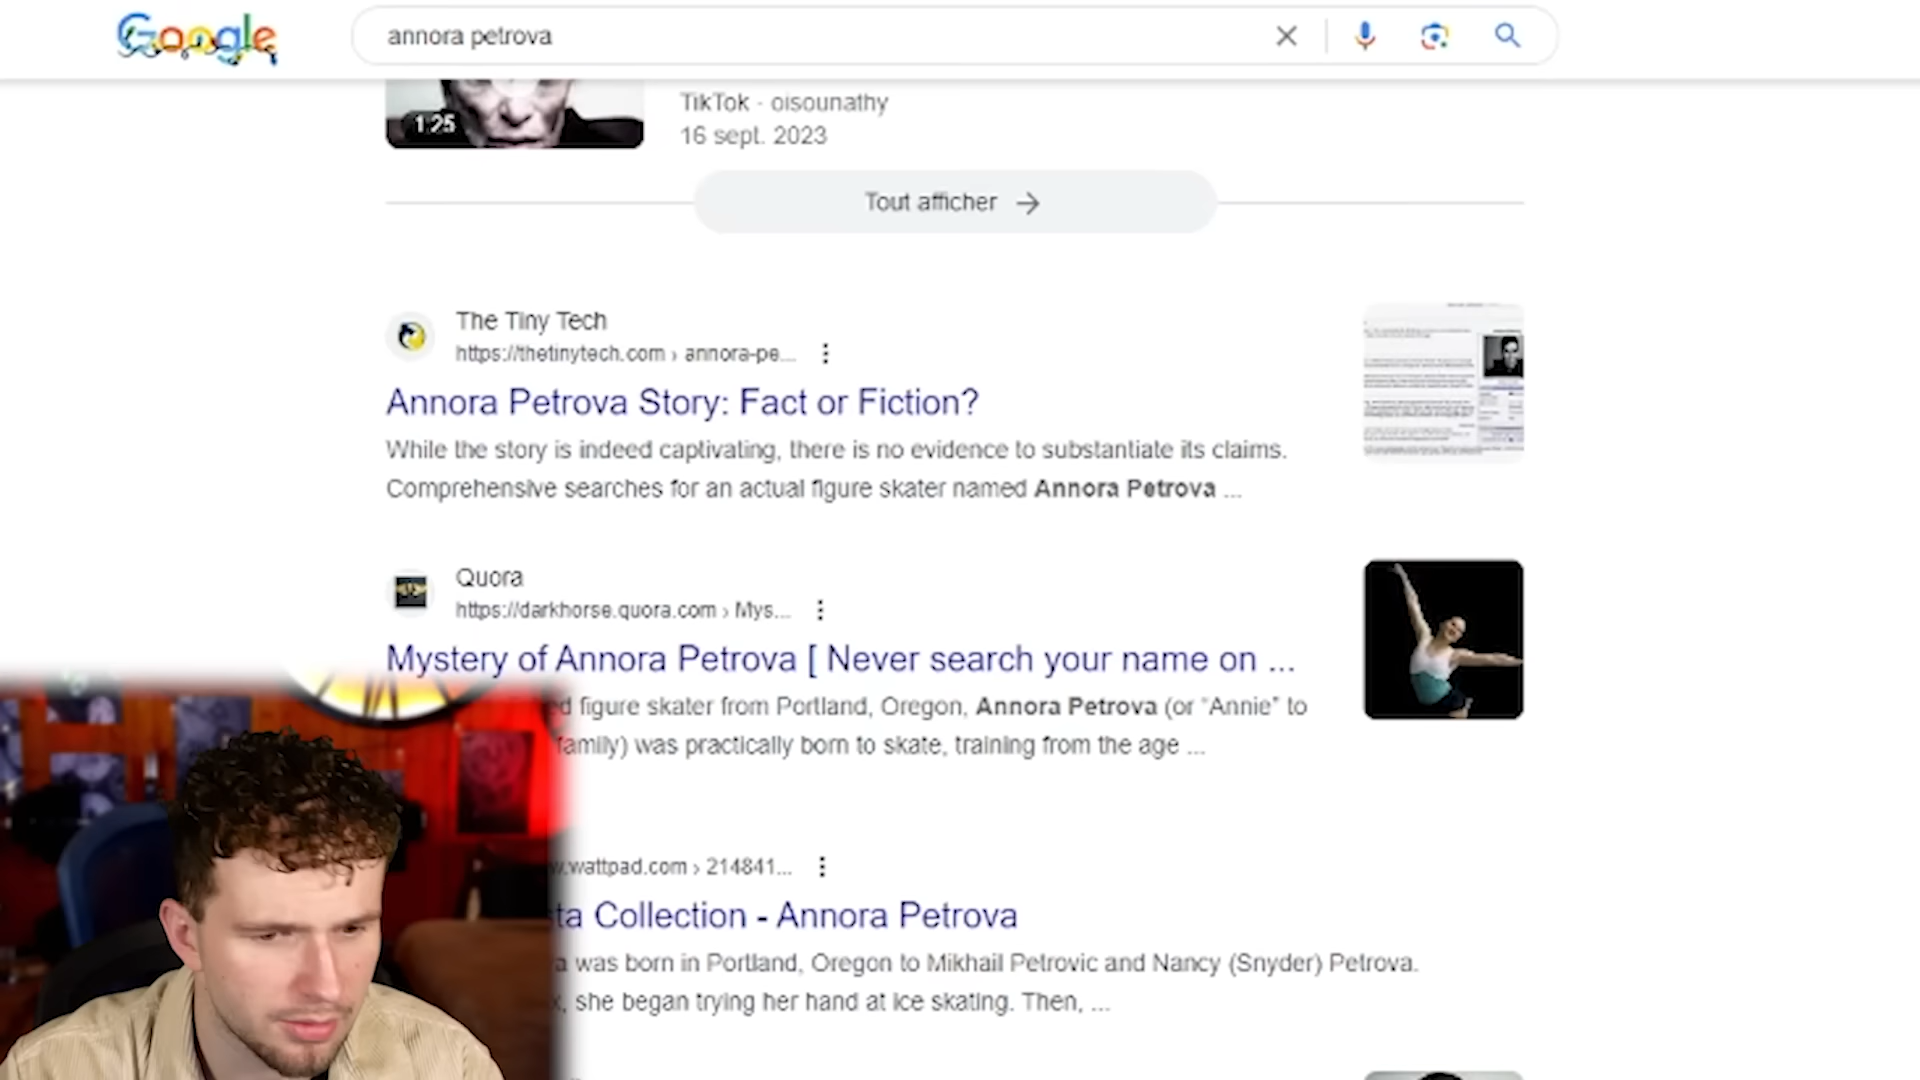 Google
annora petrova
1:25
TikTok · oisounathy
16 sept. 2023
Tout afficher →
The Tiny Tech
https://thetinytech.com › annora-pe...
Annora Petrova Story: Fact or Fiction?
While the story is indeed captivating, there is no evidence to substantiate its claims.
Comprehensive searches for an actual figure skater named Annora Petrova ...
Quora
https://darkhorse.quora.com › Mys...
Mystery of Annora Petrova [ Never search your name on ...
figure skater from Portland, Oregon, Annora Petrova (or “Annie” to
family) was practically born to skate, training from the age ...
.wattpad.com › 214841...
Collection - Annora Petrova
was born in Portland, Oregon to Mikhail Petrovic and Nancy (Snyder) Petrova.
she began trying her hand at ice skating. Then, ...